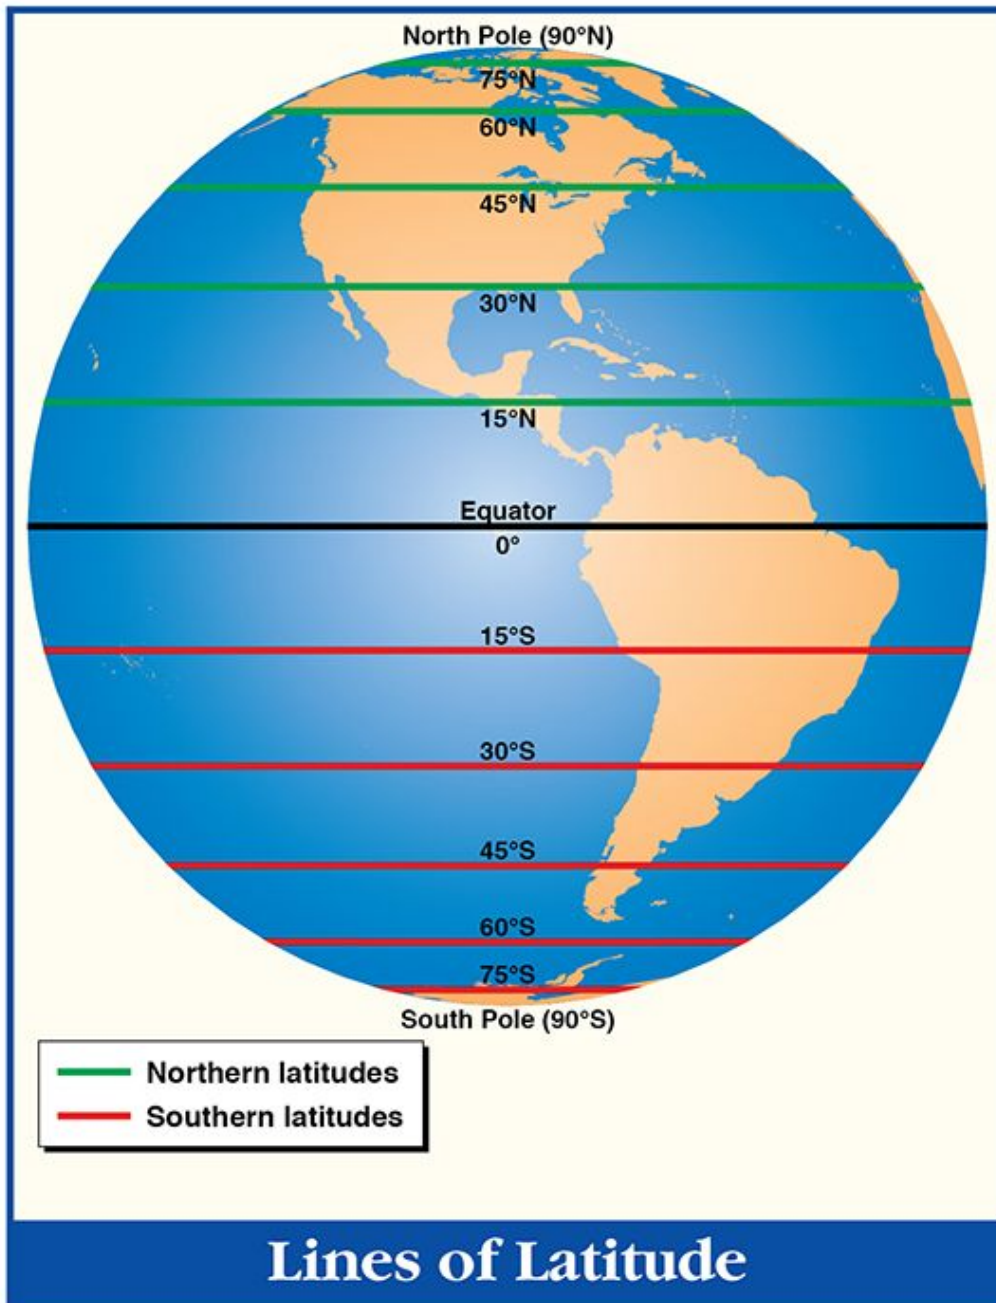 North Pole (90°N)
75°N
60°N
45°N
30°N
15°N
Equator
0°
15°S
30°S
45°S
60°S
75°S
South Pole (90°S)
Northern latitudes
Southern latitudes
Lines of Latitude